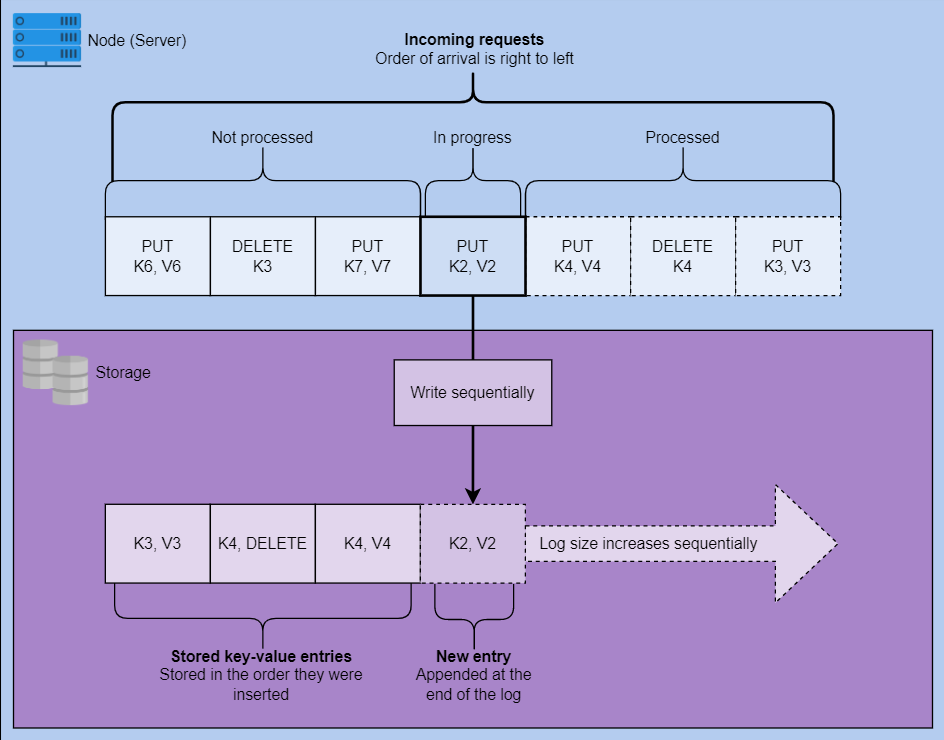 Node (Server)
Incoming requests
Order of arrival is right to left
Not processed
In progress
Processed
PUT
K6, V6
DELETE
K3
PUT
K7, V7
PUT
K2, V2
PUT
K4, V4
DELETE
K4
PUT
K3, V3
Storage
Write sequentially
K3, V3
K4, DELETE
K4, V4
K2, V2
Log size increases sequentially
Stored key-value entries
Stored in the order they were
inserted
New entry
Appended at the
end of the log